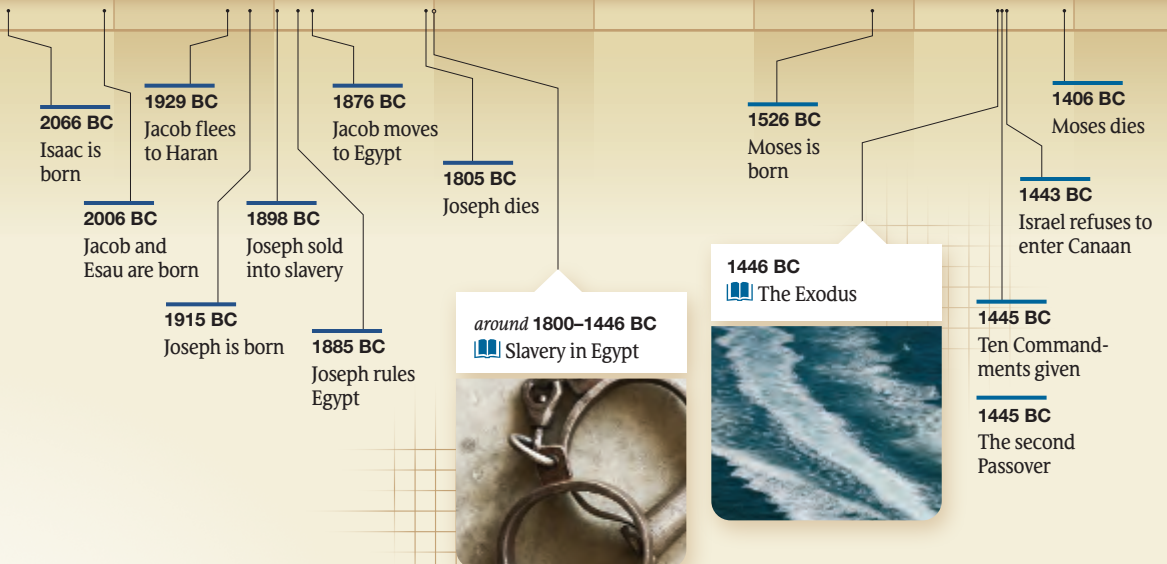 2066 BC
Isaac is
born
2006 BC
Jacob and
Esau are born
1929 BC
Jacob flees
to Haran
1915 BC
Joseph is born
1898 BC
Joseph sold
into slavery
1885 BC
Joseph rules
Egypt
1876 BC
Jacob moves
to Egypt
1805 BC
Joseph dies
around 1800–1446 BC
Slavery in Egypt
1526 BC
Moses is
born
1446 BC
The Exodus
1445 BC
Ten Command-
ments given
1445 BC
The second
Passover
1443 BC
Israel refuses to
enter Canaan
1406 BC
Moses dies